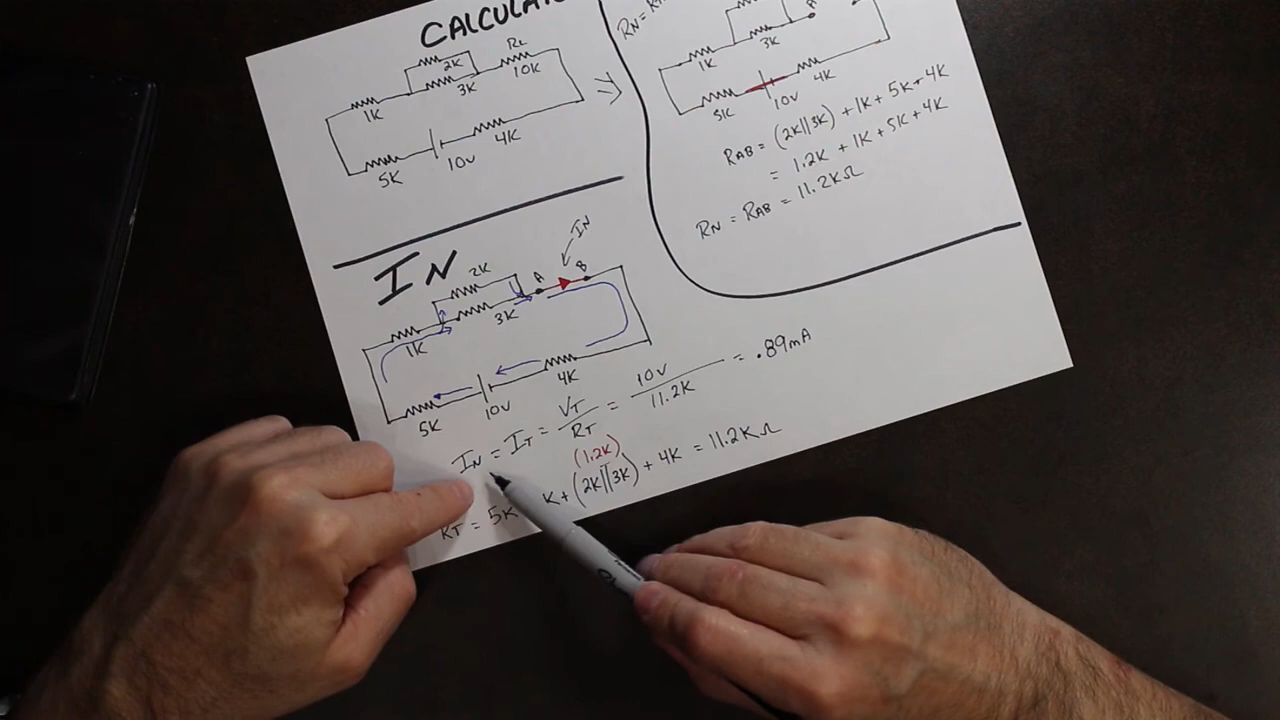 CALCULAT
2K
RL
10K
3K
1K
4K
10V
5K
RN =
3K
1K
4K
10V
5K
RAB = (2K||3K) + 1K + 5K + 4K
= 1.2K + 1K + 5K + 4K
RN = RAB = 11.2KΩ
IN
IN
2K
A
B
3K
1K
4K
10V
5K
IN = IT = VT / RT = 10V / 11.2K = .89mA
(1.2K)
RT = 5K K + (2K||3K) + 4K = 11.2KΩ